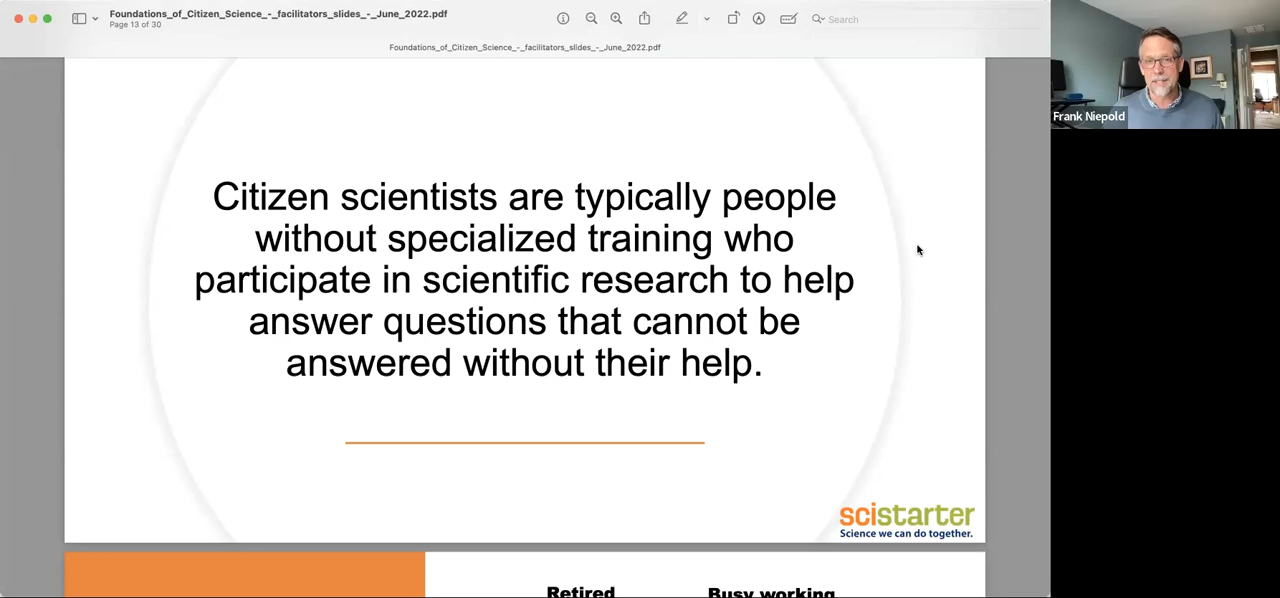 Foundations_of_Citizen_Science_-_facilitators_slides_-_June_2022.pdf
Page 13 of 30
Search
Foundations_of_Citizen_Science_-_facilitators_slides_-_June_2022.pdf
Frank Niepold
Citizen scientists are typically people
without specialized training who
participate in scientific research to help
answer questions that cannot be
answered without their help.
scistarter
Science we can do together.
Retired
Busy working